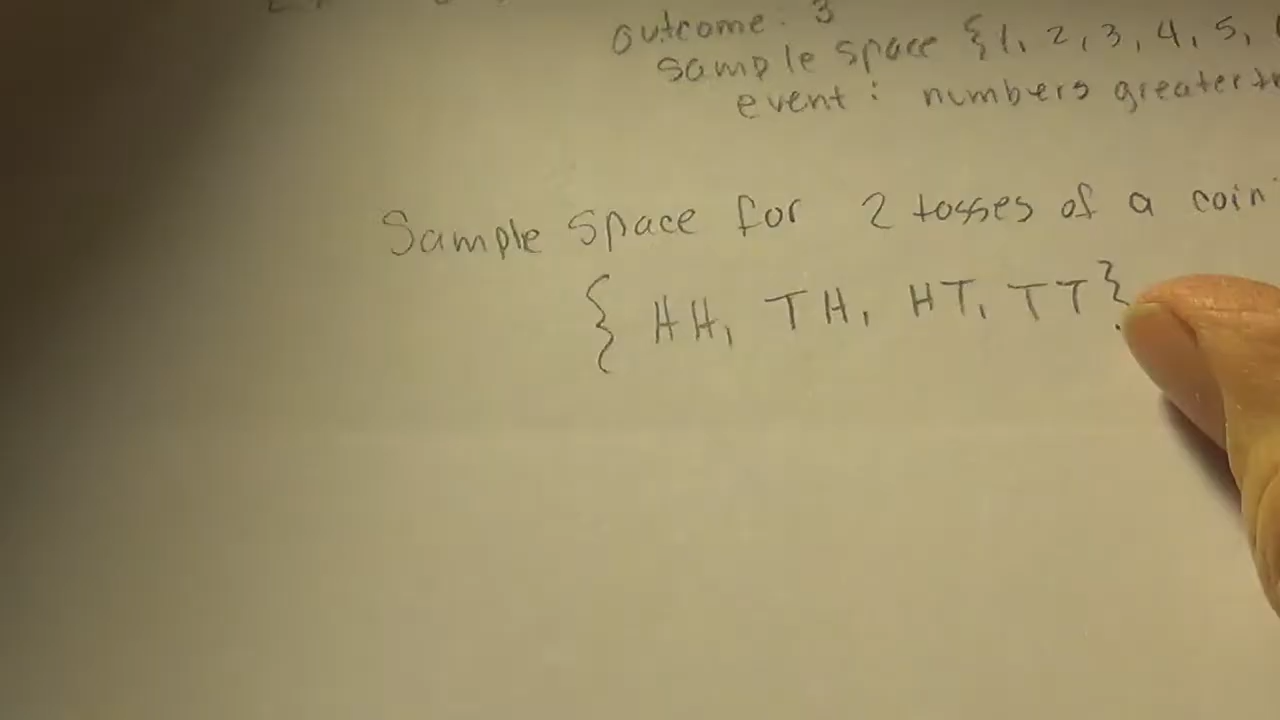 outcome: 3
sample space {1, 2, 3, 4, 5,
event: numbers greater
Sample space for 2 tosses of a coin
{ HH, TH, HT, TT }